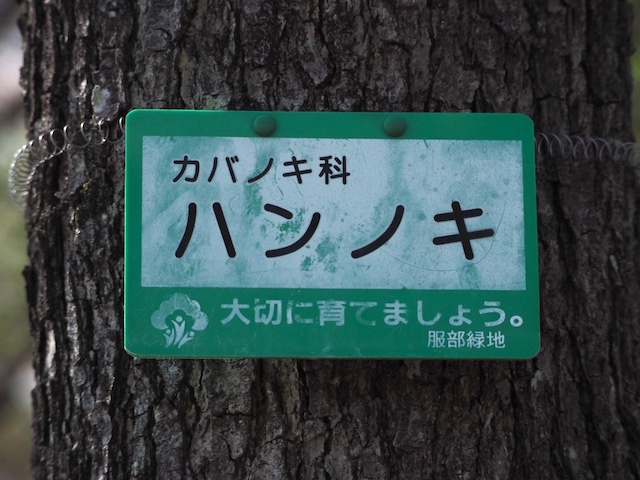 カバノキ科
ハンノキ
大切に育てましょう。
服部緑地